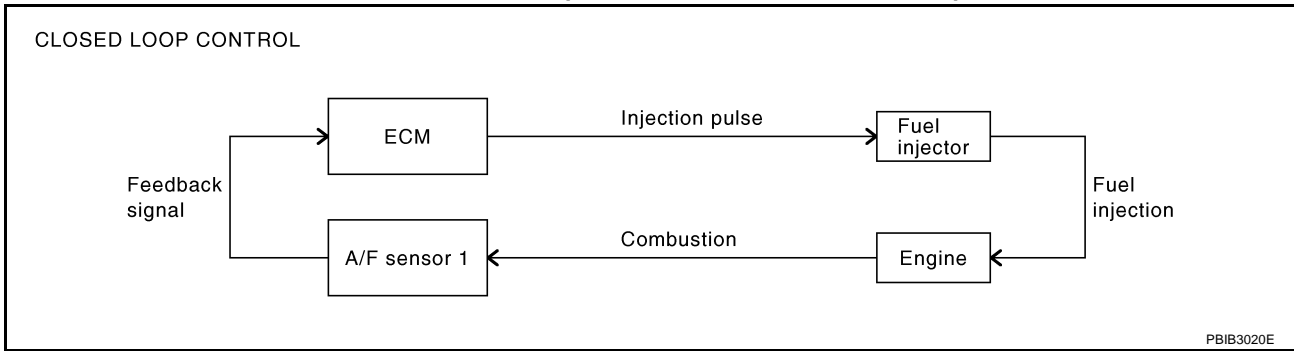 CLOSED LOOP CONTROL
ECM
Injection pulse
Fuel
injector
Feedback
signal
Fuel
injection
A/F sensor 1
Combustion
Engine
PBIB3020E